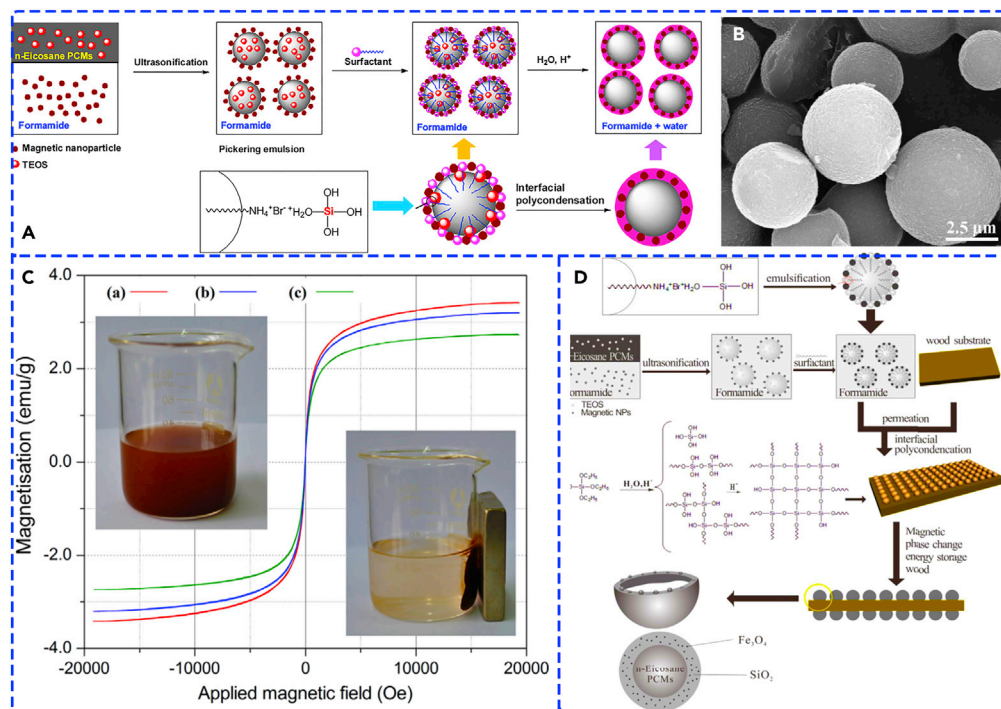 n-Eicosane PCMs
Formamide
Magnetic nanoparticle
TEOS
Ultrasonification
Formamide
Pickering emulsion
Surfactant
Formamide
H₂O, H⁺
Formamide + water
NH₄⁺Br⁻⁺H₂O
Si
OH
OH
OH
Interfacial
polycondensation
A
B
2.5 μm
C
(a)
(b)
(c)
Magnetisation (emu/g)
4.0
2.0
0.0
-2.0
-4.0
-20000
-10000
0
10000
20000
Applied magnetic field (Oe)
D
OH
NH₄⁺Br⁻⁺H₂O
Si
OH
OH
emulsification
Eicosane PCMs
ormamide
TEOS
Magnetic NPs
ultrasonification
Formamide
surfactant
Formamide
wood substrate
permeation
interfacial
polycondencation
H₂O,H⁺
Magnetic
phase change
energy storage
wood
Fe₃O₄
n-Eicosane
PCMs
SiO₂